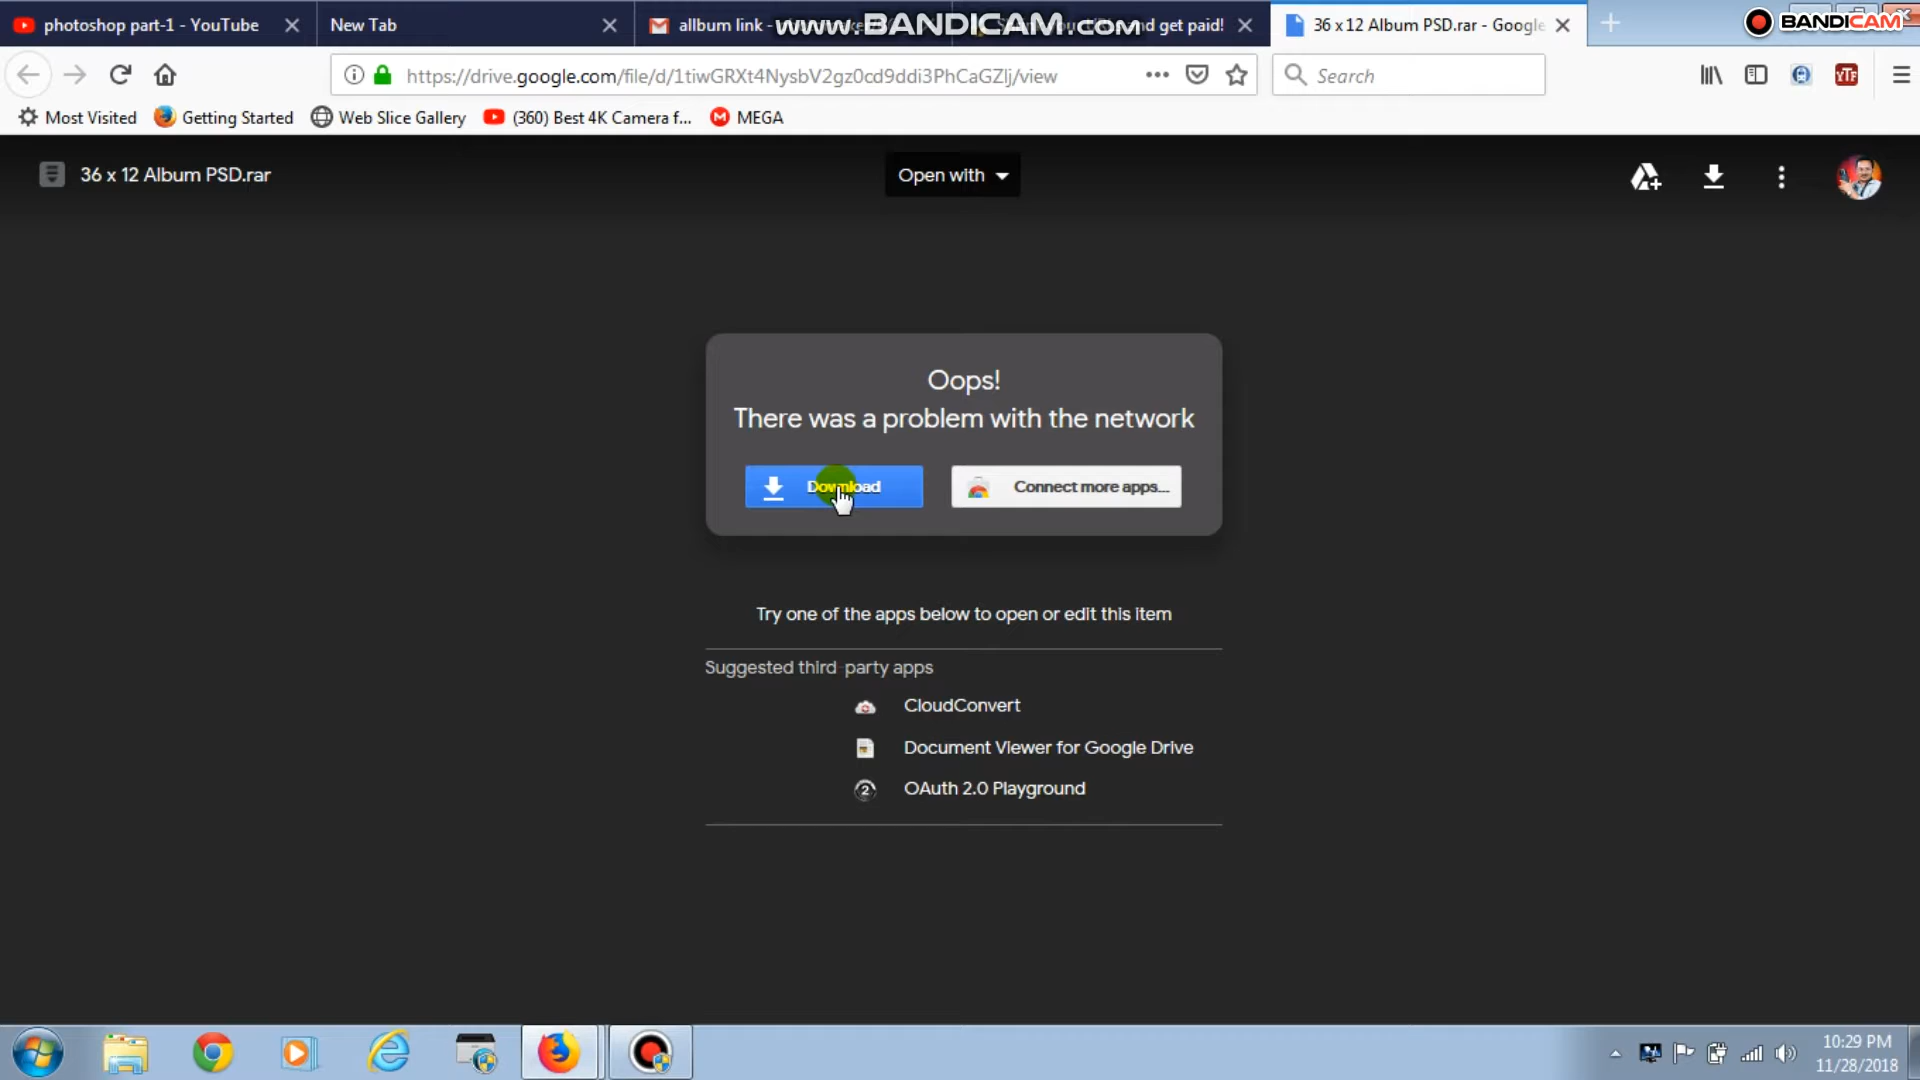 photoshop part-1 - YouTube
New Tab
allbum link -
www.BANDICAM.com
and get paid!
36 x 12 Album PSD.rar - Google
BANDICAM
https://drive.google.com/file/d/1tiwGRXt4NysbV2gz0cd9ddi3PhCaGZlj/view
Search
YTF
Most Visited
Getting Started
Web Slice Gallery
(360) Best 4K Camera f...
MEGA
36 x 12 Album PSD.rar
Open with
Oops!
There was a problem with the network
Download
Connect more apps...
Try one of the apps below to open or edit this item
Suggested third-party apps
CloudConvert
Document Viewer for Google Drive
OAuth 2.0 Playground
10:29 PM
11/28/2018